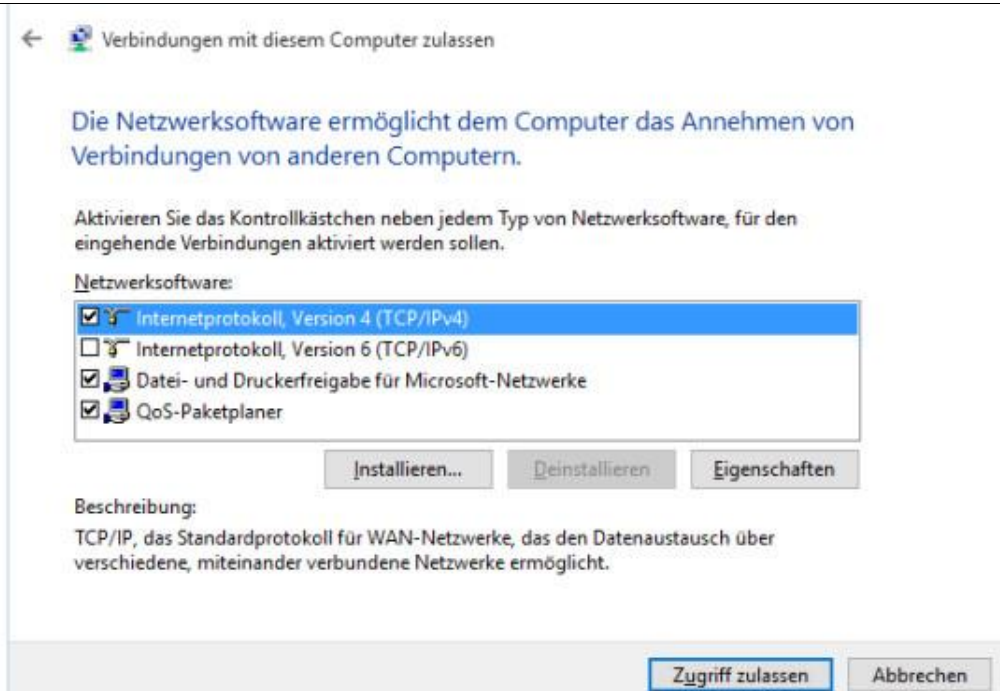 Verbindungen mit diesem Computer zulassen
Die Netzwerksoftware ermöglicht dem Computer das Annehmen von
Verbindungen von anderen Computern.
Aktivieren Sie das Kontrollkästchen neben jedem Typ von Netzwerksoftware, für den
eingehende Verbindungen aktiviert werden sollen.
Netzwerksoftware:
Internetprotokoll, Version 4 (TCP/IPv4)
Internetprotokoll, Version 6 (TCP/IPv6)
Datei- und Druckerfreigabe für Microsoft-Netzwerke
QoS-Paketplaner
Installieren... Deinstallieren Eigenschaften
Beschreibung:
TCP/IP, das Standardprotokoll für WAN-Netzwerke, das den Datenaustausch über
verschiedene, miteinander verbundene Netzwerke ermöglicht.
Zugriff zulassen Abbrechen